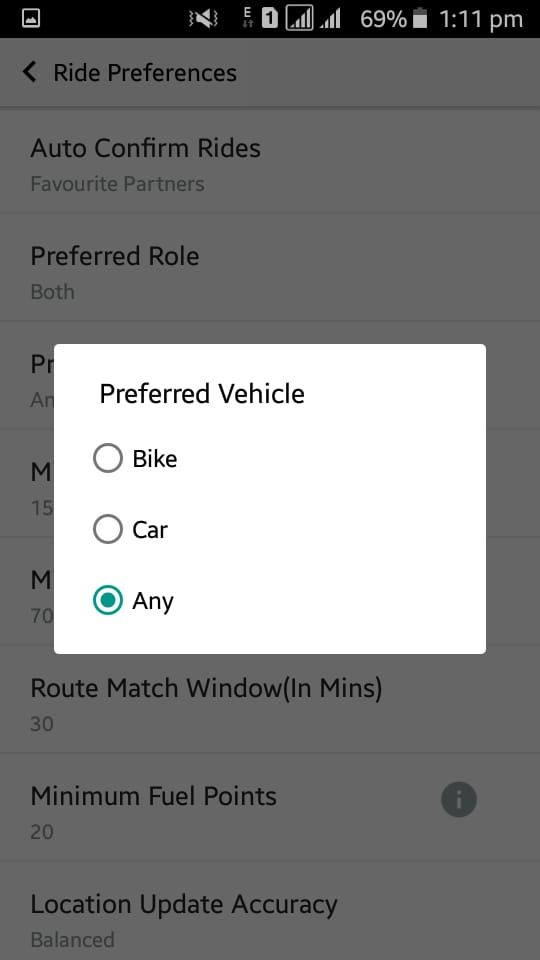 E 1 69% 1:11 pm
Ride Preferences
Auto Confirm Rides
Favourite Partners
Preferred Role
Both
Pr
An
Preferred Vehicle
Bike
M
15
Car
M
70
Any
Route Match Window(In Mins)
30
Minimum Fuel Points
20
Location Update Accuracy
Balanced